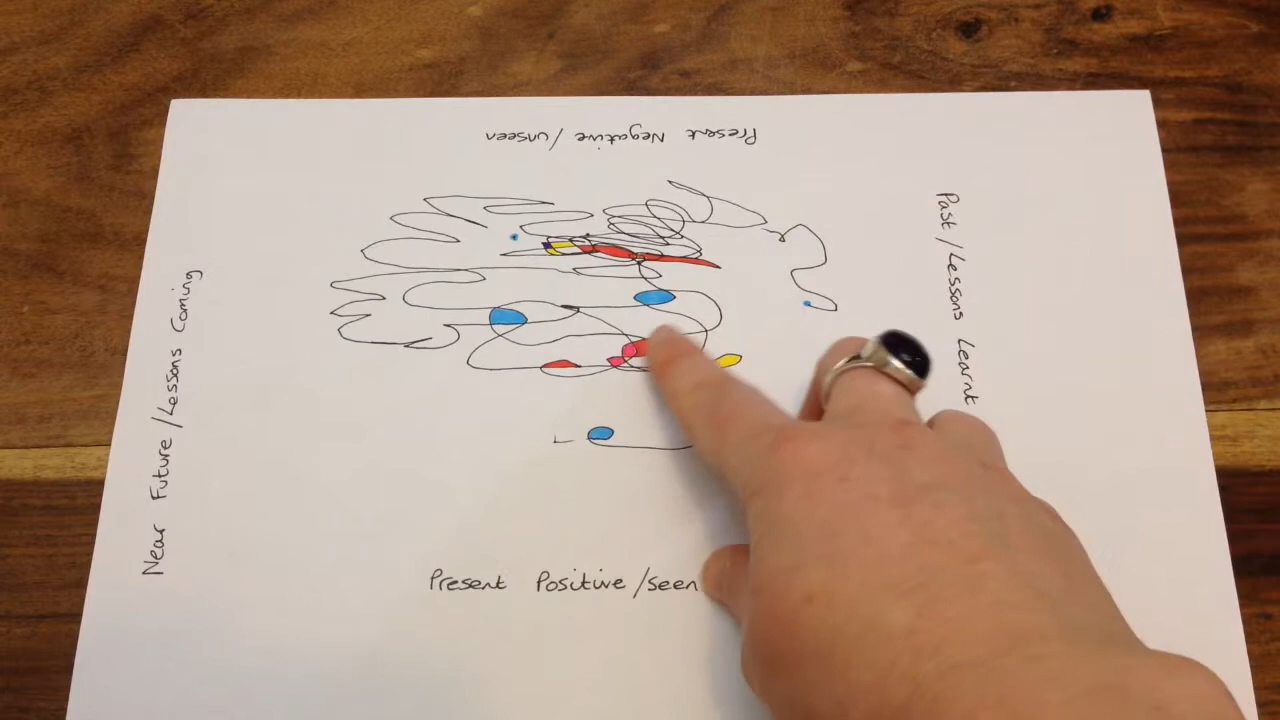 Present Negative / unseen
Past / Lessons Learnt
Near Future / Lessons Coming
Present Positive / seen